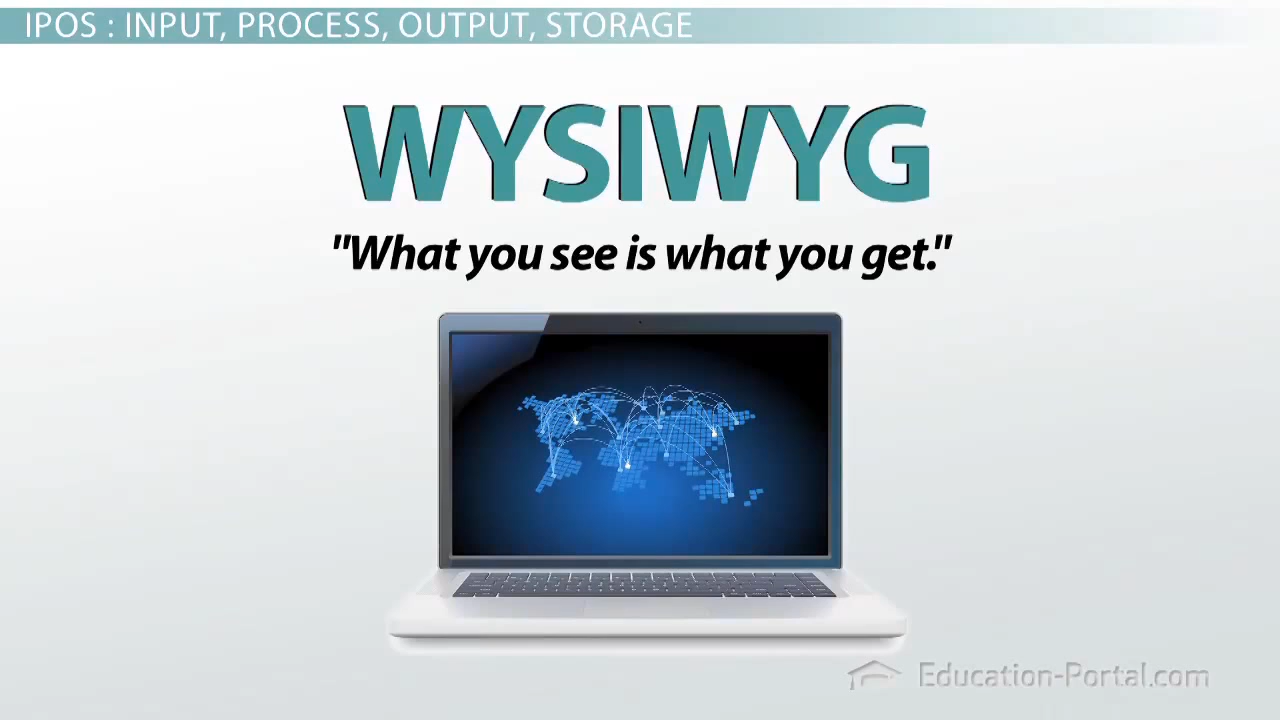 IPOS : INPUT, PROCESS, OUTPUT, STORAGE
WYSIWYG
"What you see is what you get."
Education-Portal.com